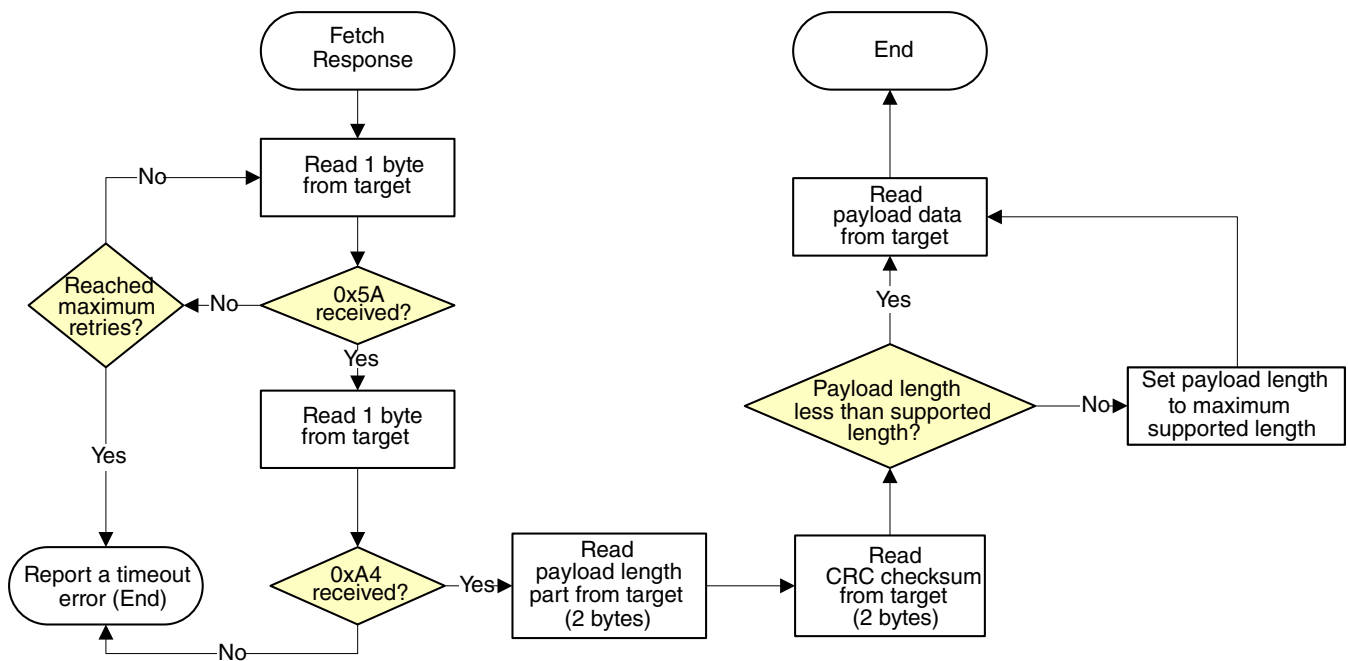 Fetch
Response
End
Read 1 byte
from target
No
Read
payload data
from target
Reached
maximum
retries?
No
0x5A
received?
Yes
Yes
Read 1 byte
from target
Payload length
less than supported
length?
No
Set payload length
to maximum
supported length
Yes
Report a timeout
error (End)
0xA4
received?
Yes
Read
payload length
part from target
(2 bytes)
Read
CRC checksum
from target
(2 bytes)
No